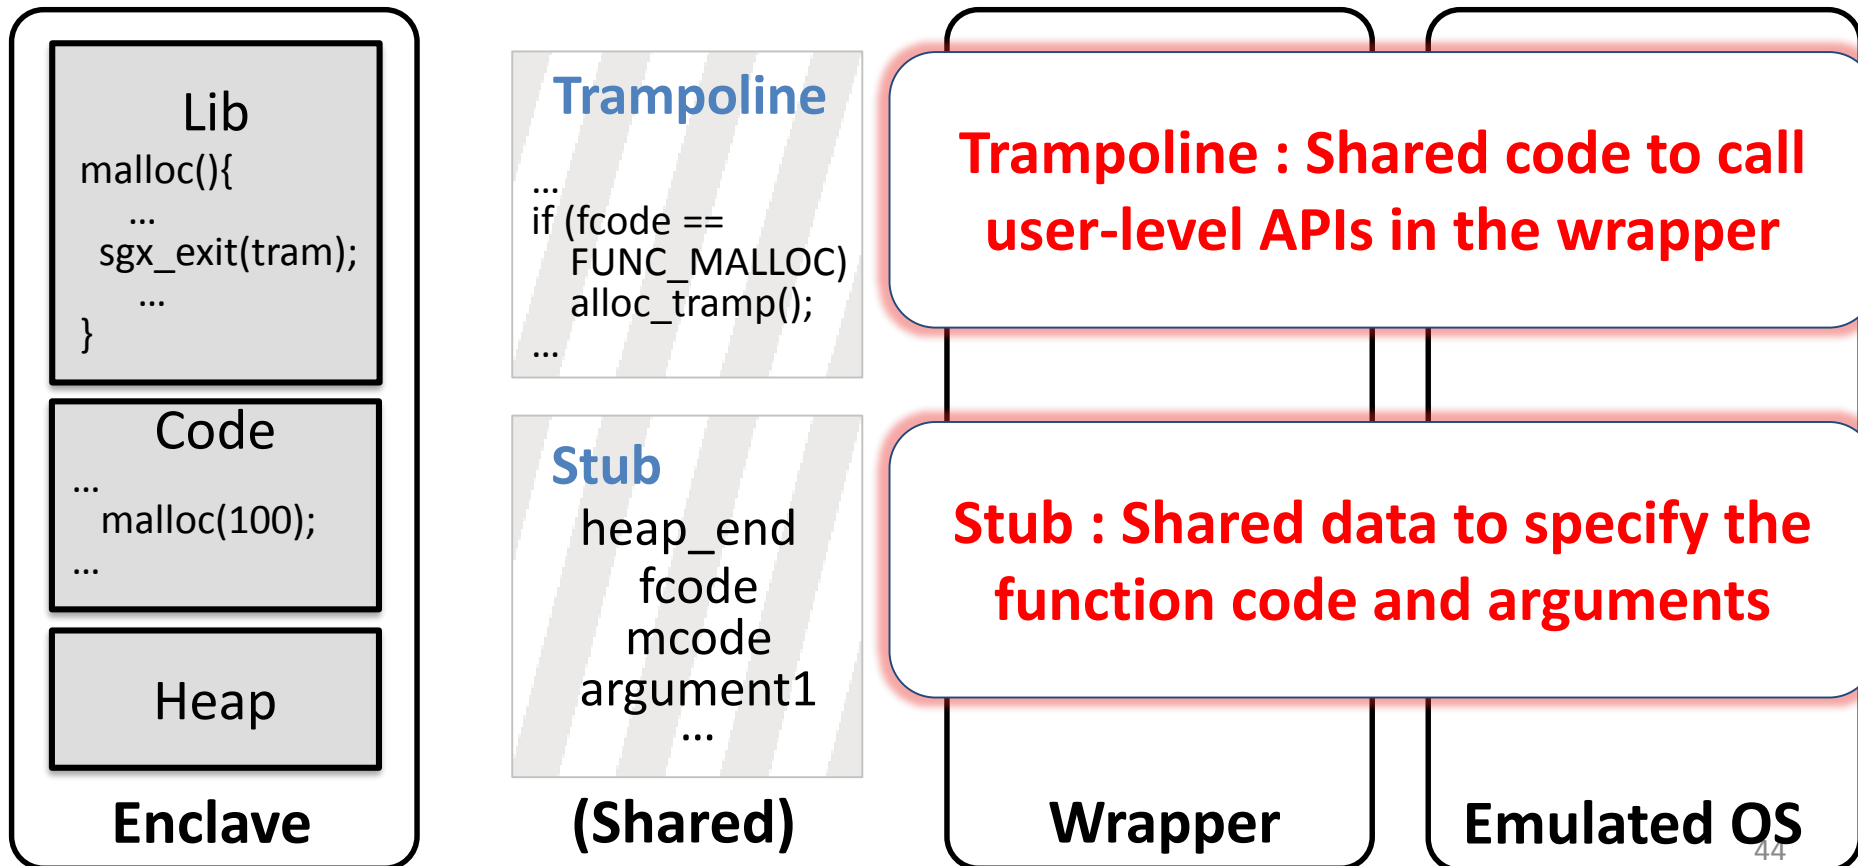 Lib
malloc(){
…
sgx_exit(tram);
…
}
Code
…
malloc(100);
…
Heap
Enclave
Trampoline
…
if (fcode ==
FUNC_MALLOC)
alloc_tramp();
…
Stub
heap_end
fcode
mcode
argument1
…
(Shared)
Trampoline : Shared code to call
user-level APIs in the wrapper
Stub : Shared data to specify the
function code and arguments
Wrapper
Emulated OS
44